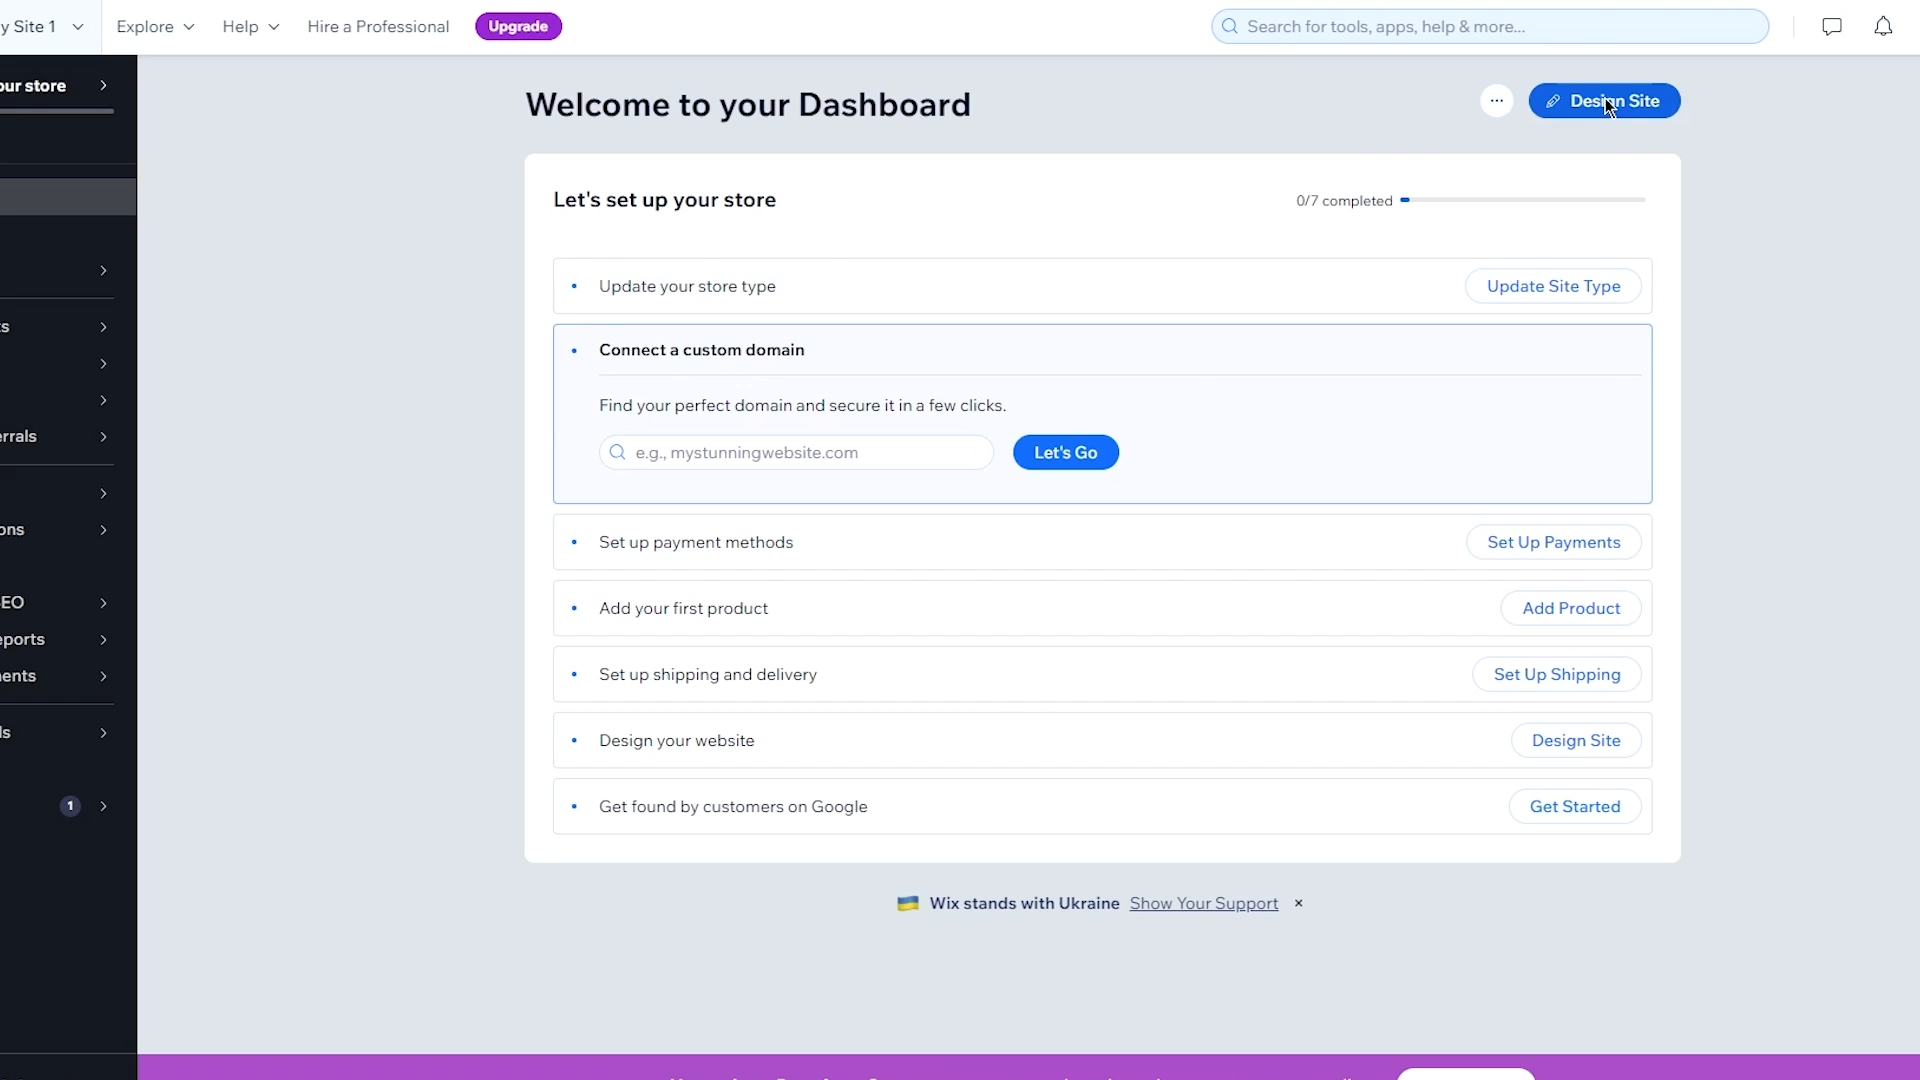 y Site 1
Explore
Help
Hire a Professional
Upgrade
Search for tools, apps, help & more...
our store
Welcome to your Dashboard
...
Design Site
Let's set up your store
0/7 completed
Update your store type
Update Site Type
Connect a custom domain
Find your perfect domain and secure it in a few clicks.
e.g., mystunningwebsite.com
Let's Go
Set up payment methods
Set Up Payments
Add your first product
Add Product
Set up shipping and delivery
Set Up Shipping
Design your website
Design Site
Get found by customers on Google
Get Started
ts
errals
ons
EO
eports
nents
ls
1
Wix stands with Ukraine Show Your Support ×